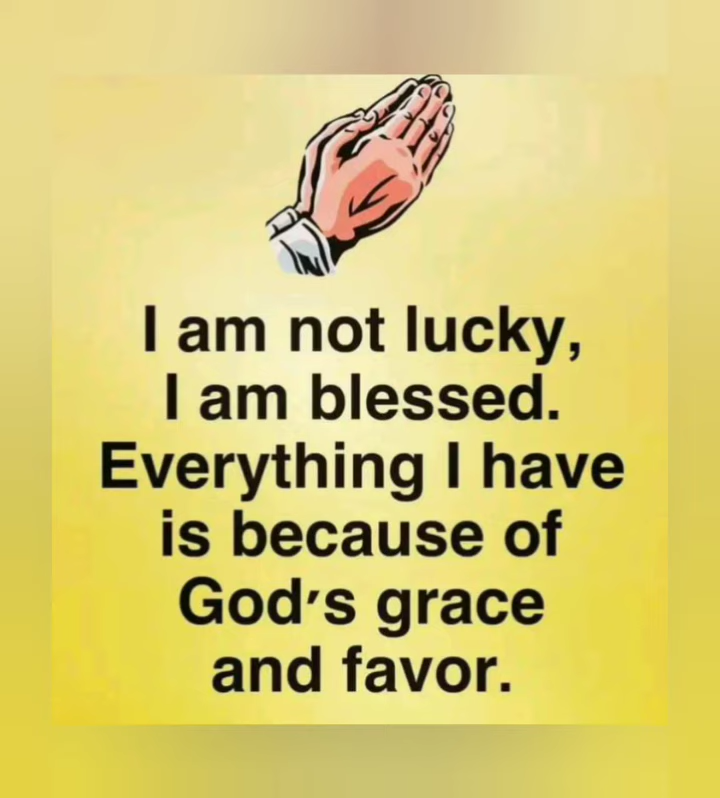 I am not lucky,
I am blessed.
Everything I have
is because of
God′s grace
and favor.